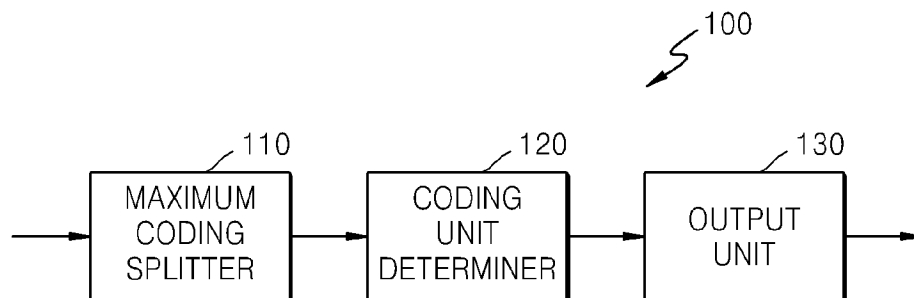 100
110
120
130
MAXIMUM
CODING
SPLITTER
CODING
UNIT
DETERMINER
OUTPUT
UNIT